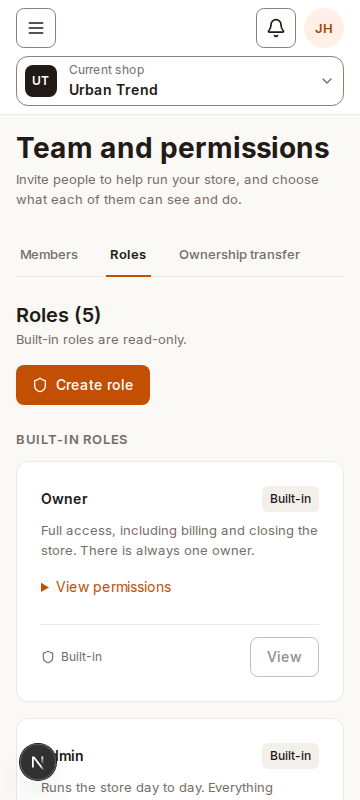 JH
UT
Current shop
Urban Trend
Team and permissions
Invite people to help run your store, and choose
what each of them can see and do.
Members
Roles
Ownership transfer
Roles (5)
Built-in roles are read-only.
Create role
BUILT-IN ROLES
Owner
Built-in
Full access, including billing and closing the
store. There is always one owner.
View permissions
Built-in
View
N
dmin
Built-in
Runs the store day to day. Everything